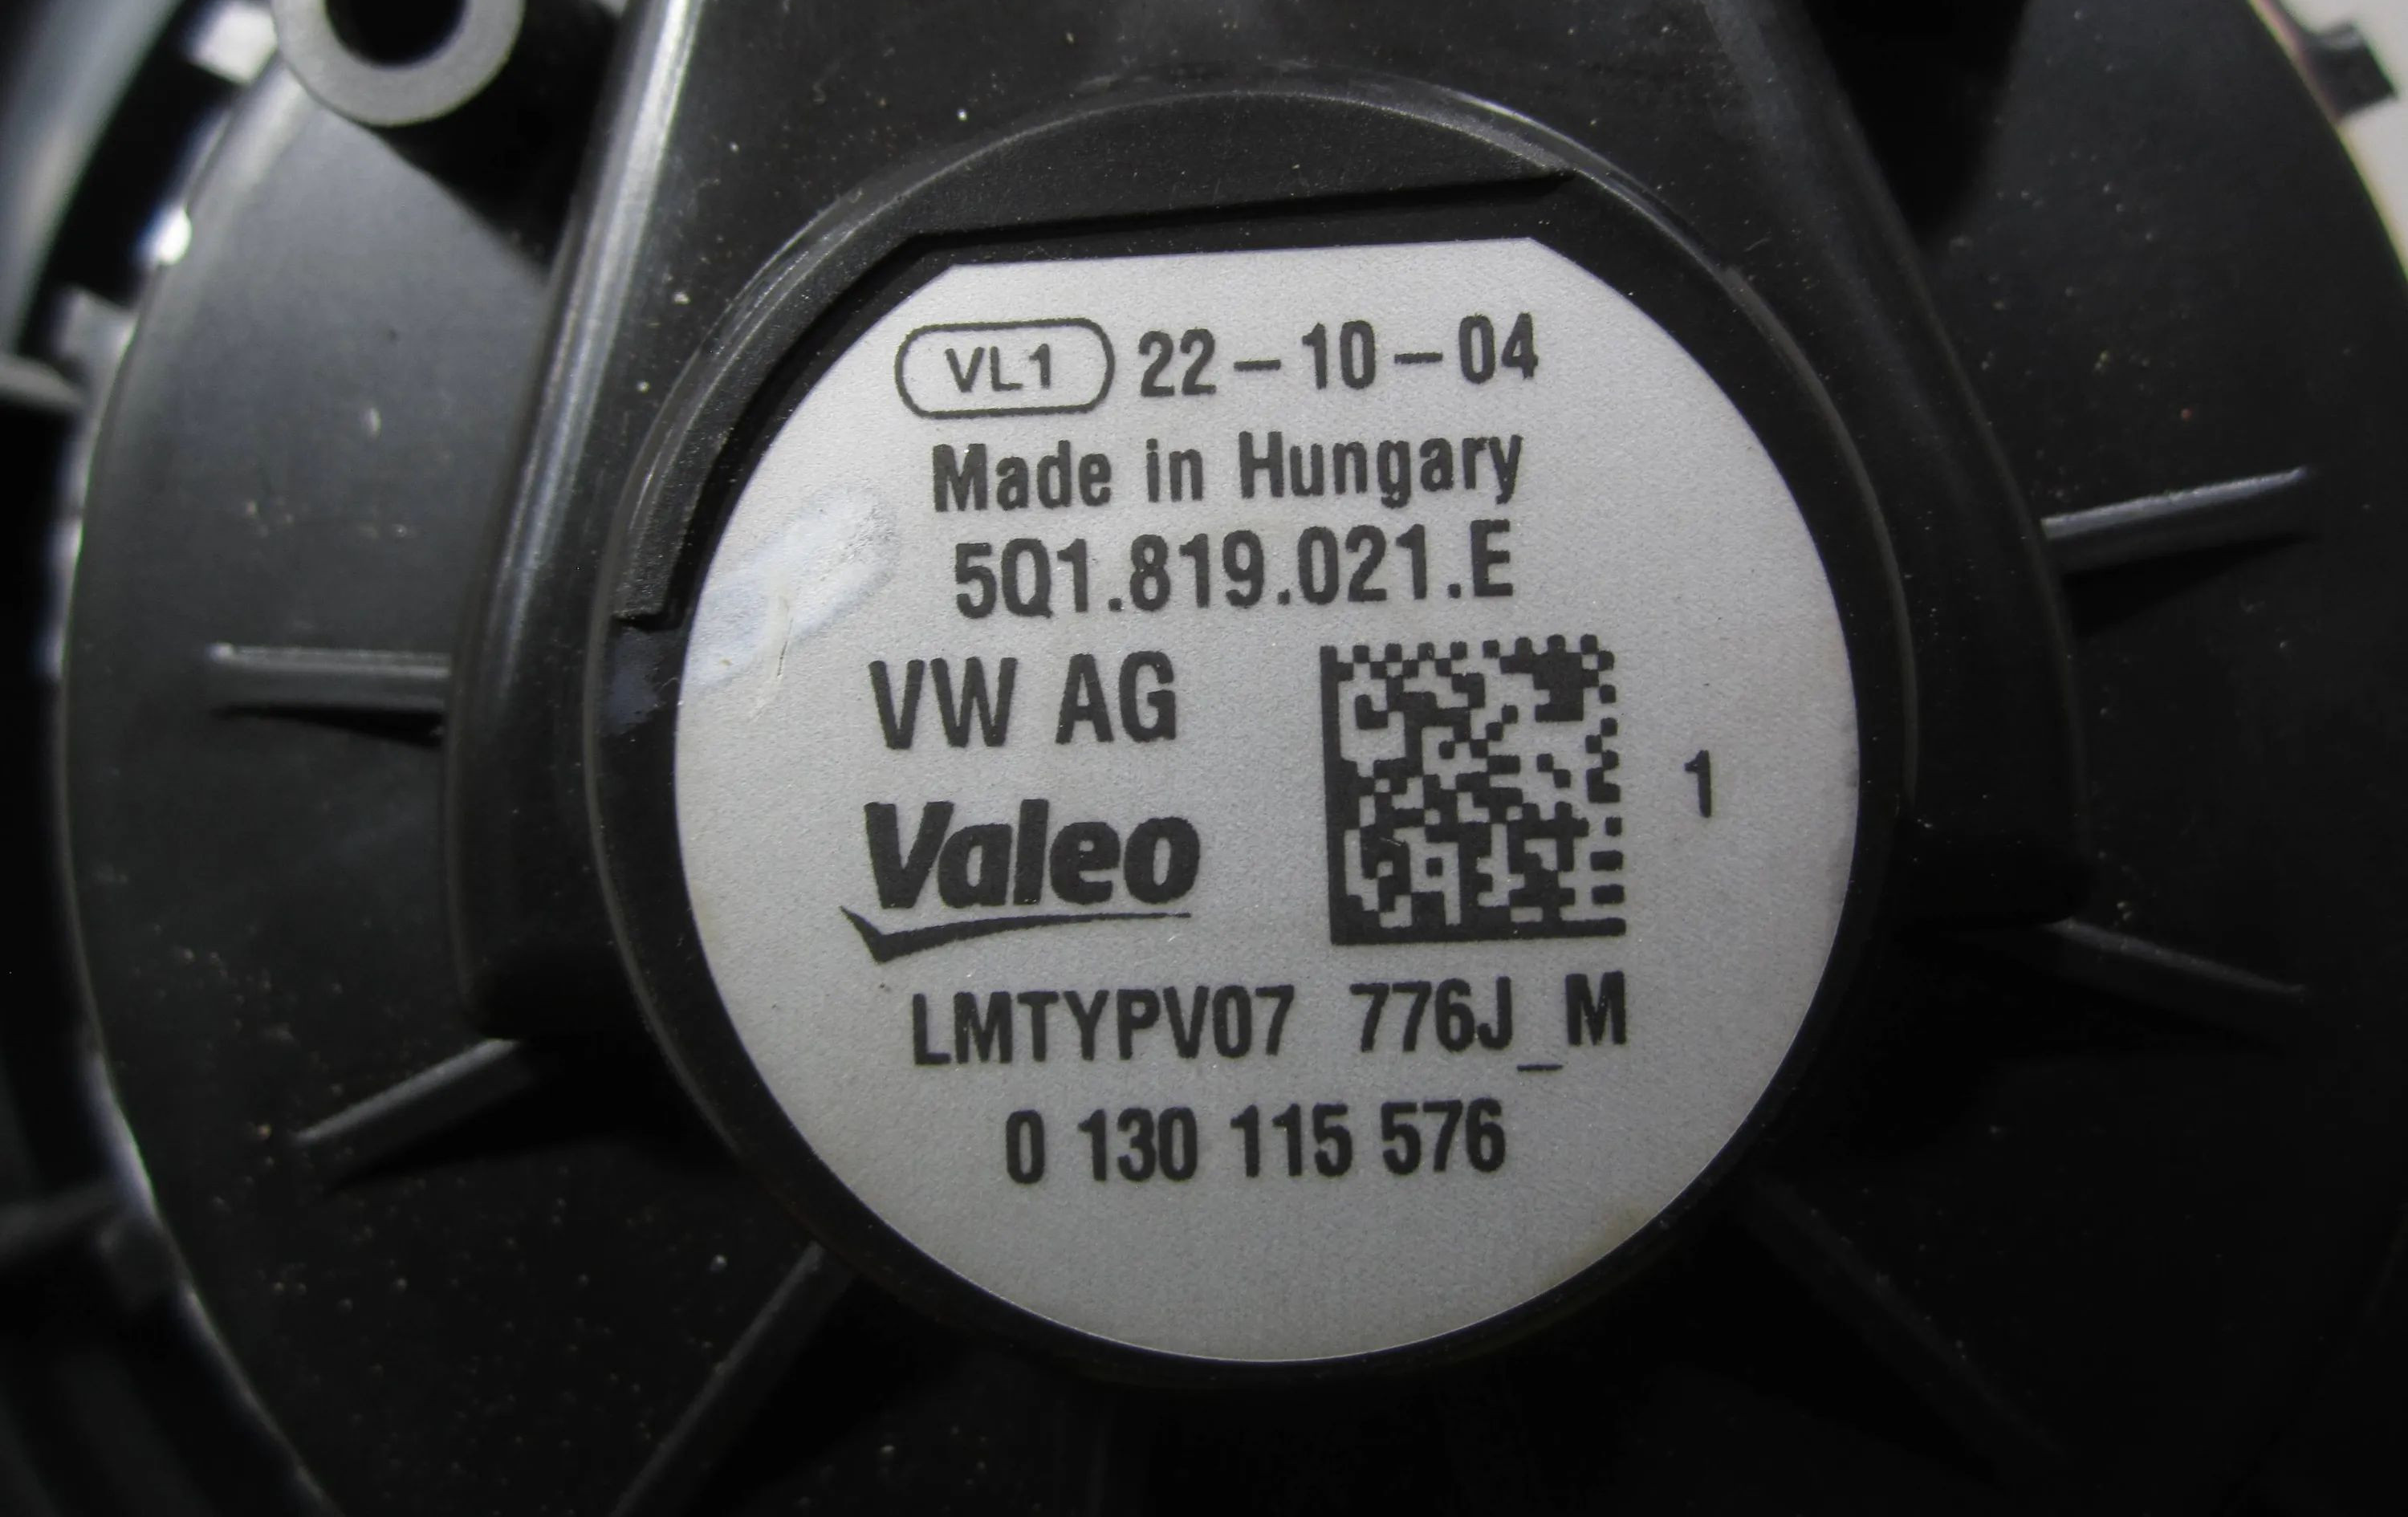 VL1 22-10-04
Made in Hungary
5Q1.819.021.E
VW AG
Valeo
1
LMTYPV07 776J_M
0 130 115 576